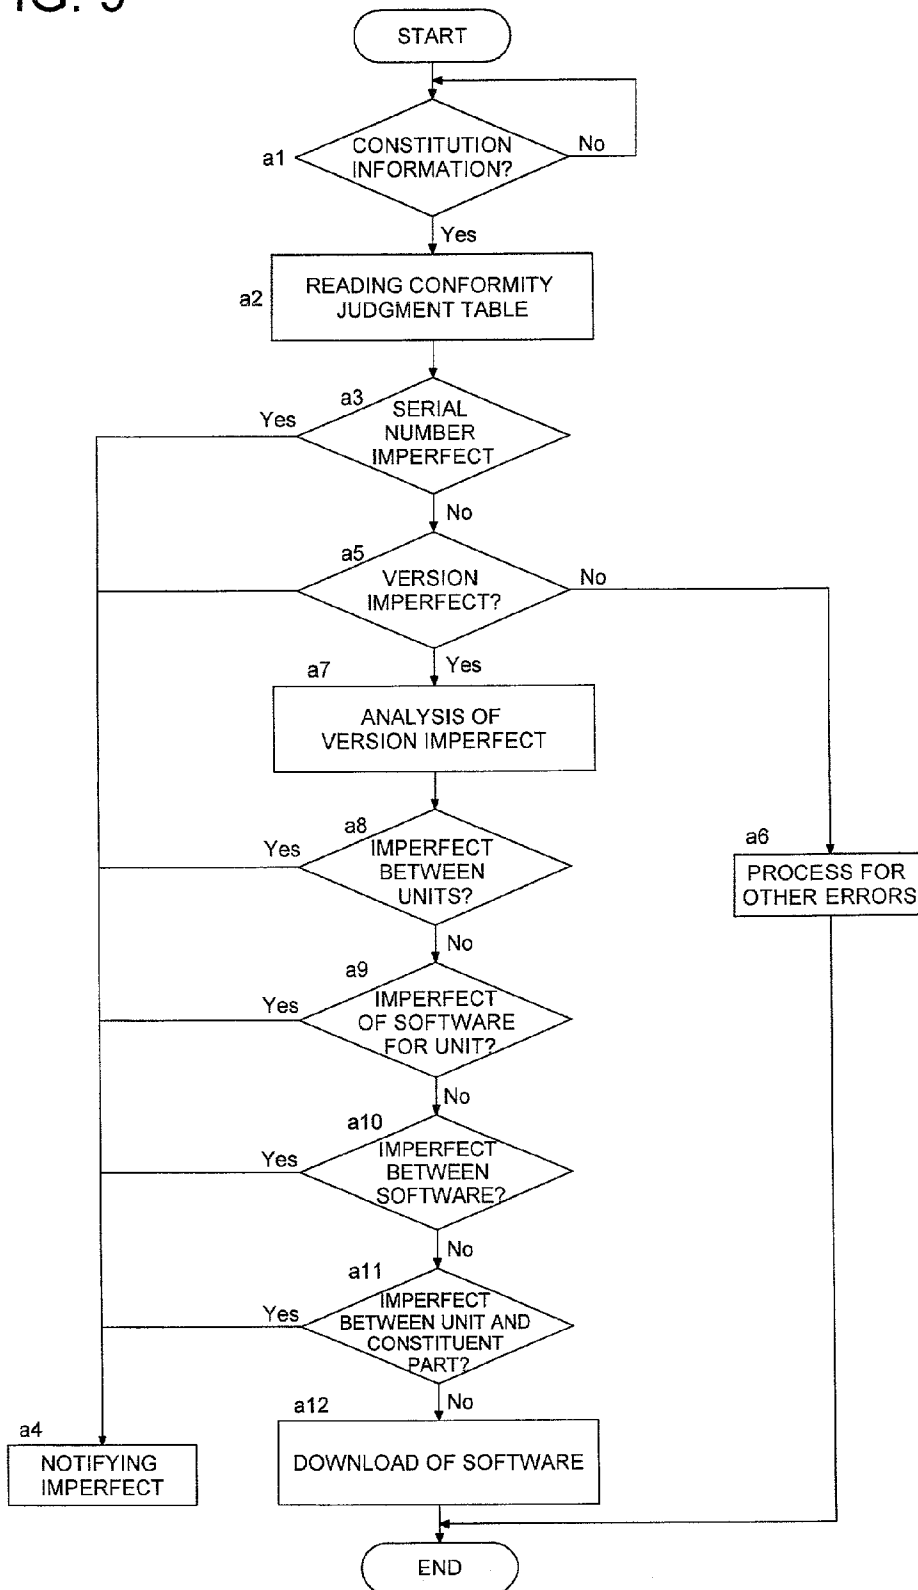 START
CONSTITUTION
INFORMATION?
a1
No
Yes
READING CONFORMITY
JUDGMENT TABLE
a2
a3
Yes
SERIAL
NUMBER
IMPERFECT
No
a5
VERSION
IMPERFECT?
No
Yes
a7
ANALYSIS OF
VERSION IMPERFECT
a8
Yes
IMPERFECT
BETWEEN
UNITS?
a6
PROCESS FOR
OTHER ERRORS
No
a9
Yes
IMPERFECT
OF SOFTWARE
FOR UNIT?
No
a10
Yes
IMPERFECT
BETWEEN
SOFTWARE?
No
a11
Yes
IMPERFECT
BETWEEN UNIT AND
CONSTITUENT
PART?
No
a12
a4
NOTIFYING
IMPERFECT
DOWNLOAD OF SOFTWARE
END